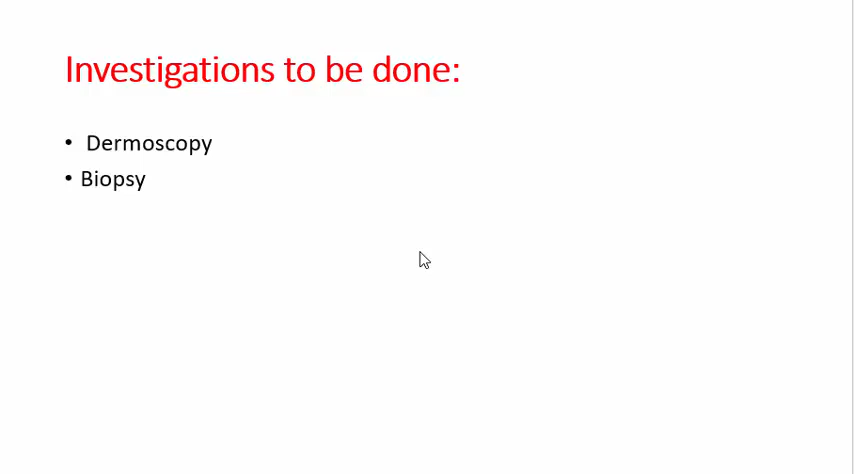 Investigations to be done:
• Dermoscopy
• Biopsy